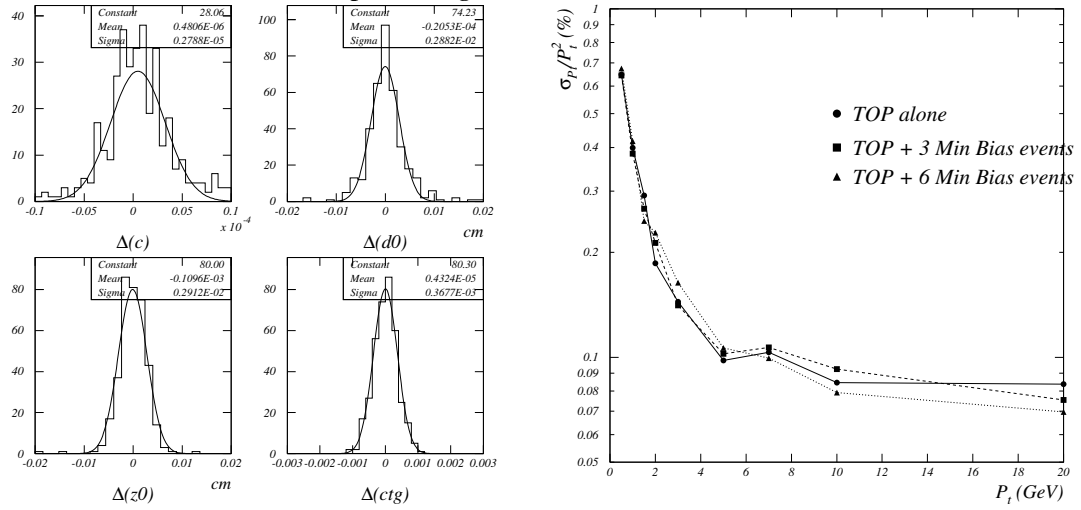 Constant 28.06
Mean 0.4806E-06
Sigma 0.2788E-05
40
30
20
10
0
-0.1 -0.05 0 0.05 0.1
x 10 -4
Δ(c)
Constant 74.23
Mean -0.2053E-04
Sigma 0.2882E-02
100
80
60
40
20
0
-0.02 -0.01 0 0.01 0.02
cm
Δ(d0)
Constant 80.00
Mean -0.1096E-03
Sigma 0.2912E-02
80
60
40
20
0
-0.02 -0.01 0 0.01 0.02
cm
Δ(z0)
Constant 80.30
Mean 0.4324E-05
Sigma 0.3677E-03
80
60
40
20
0
-0.003 -0.002 -0.001 0 0.001 0.002 0.003
Δ(ctg)
σPt/Pt2 (%)
1
0.9
0.8
0.7
0.6
0.5
0.4
0.3
0.2
0.1
0.09
0.08
0.07
0.06
0.05
TOP alone
TOP + 3 Min Bias events
TOP + 6 Min Bias events
0 2 4 6 8 10 12 14 16 18 20
Pt (GeV)